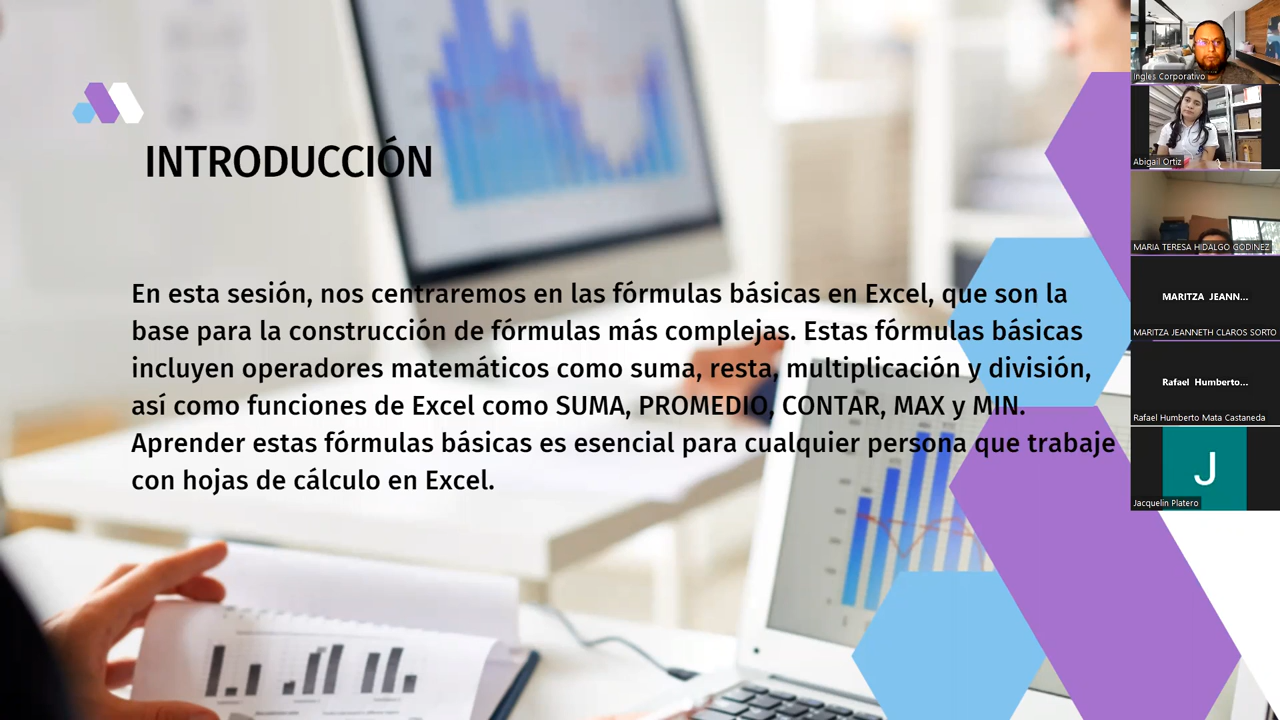 INTRODUCCIÓN
En esta sesión, nos centraremos en las fórmulas básicas en Excel, que son la
base para la construcción de fórmulas más complejas. Estas fórmulas básicas
incluyen operadores matemáticos como suma, resta, multiplicación y división,
así como funciones de Excel como SUMA, PROMEDIO, CONTAR, MAX y MIN.
Aprender estas fórmulas básicas es esencial para cualquier persona que trabaje
con hojas de cálculo en Excel.
Ingles Corporativo
Abigail Ortiz
MARIA TERESA HIDALGO GODINEZ
MARITZA JEANN...
MARITZA JEANNETH CLAROS SORTO
Rafael Humberto...
Rafael Humberto Mata Castaneda
J
Jacquelin Platero